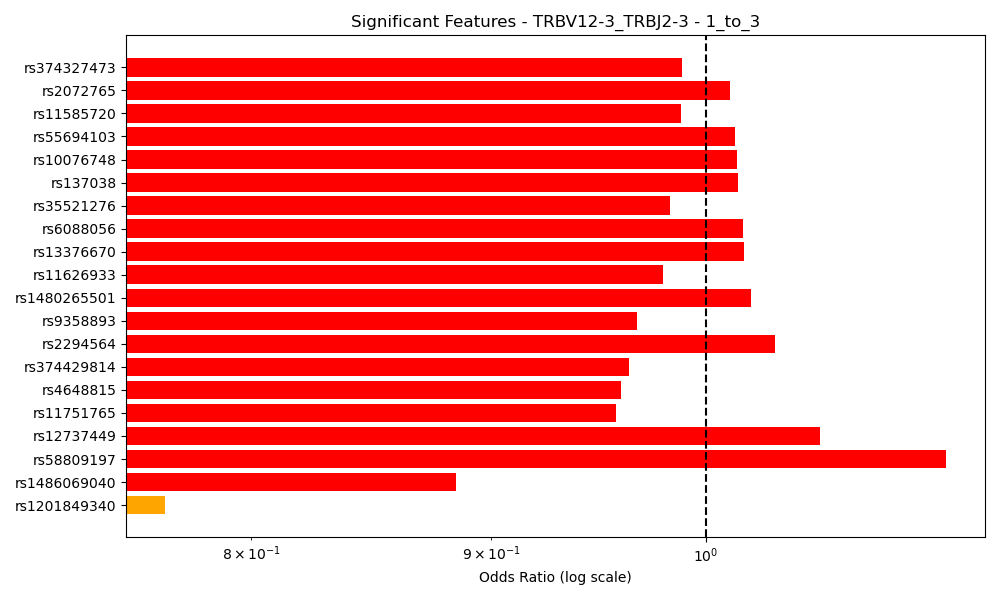 Significant Features - TRBV12-3_TRBJ2-3 - 1_to_3
rs374327473
rs2072765
rs11585720
rs55694103
rs10076748
rs137038
rs35521276
rs6088056
rs13376670
rs11626933
rs1480265501
rs9358893
rs2294564
rs374429814
rs4648815
rs11751765
rs12737449
rs58809197
rs1486069040
rs1201849340
8 × 10⁻¹ 9 × 10⁻¹ 10⁰
Odds Ratio (log scale)